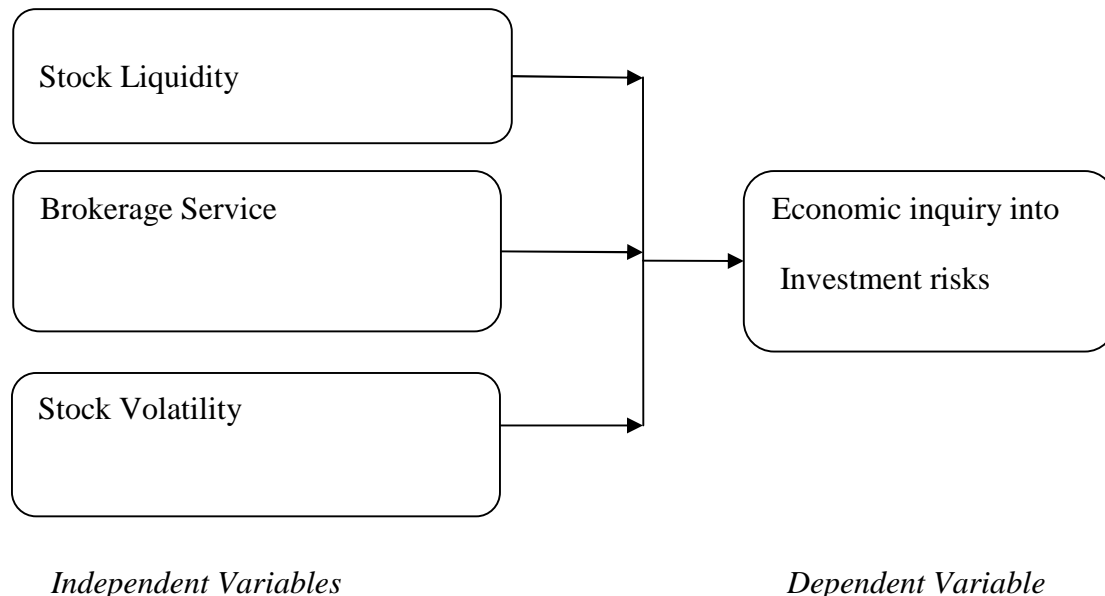 Stock Liquidity
Brokerage Service
Economic inquiry into
Investment risks
Stock Volatility
Independent Variables
Dependent Variable